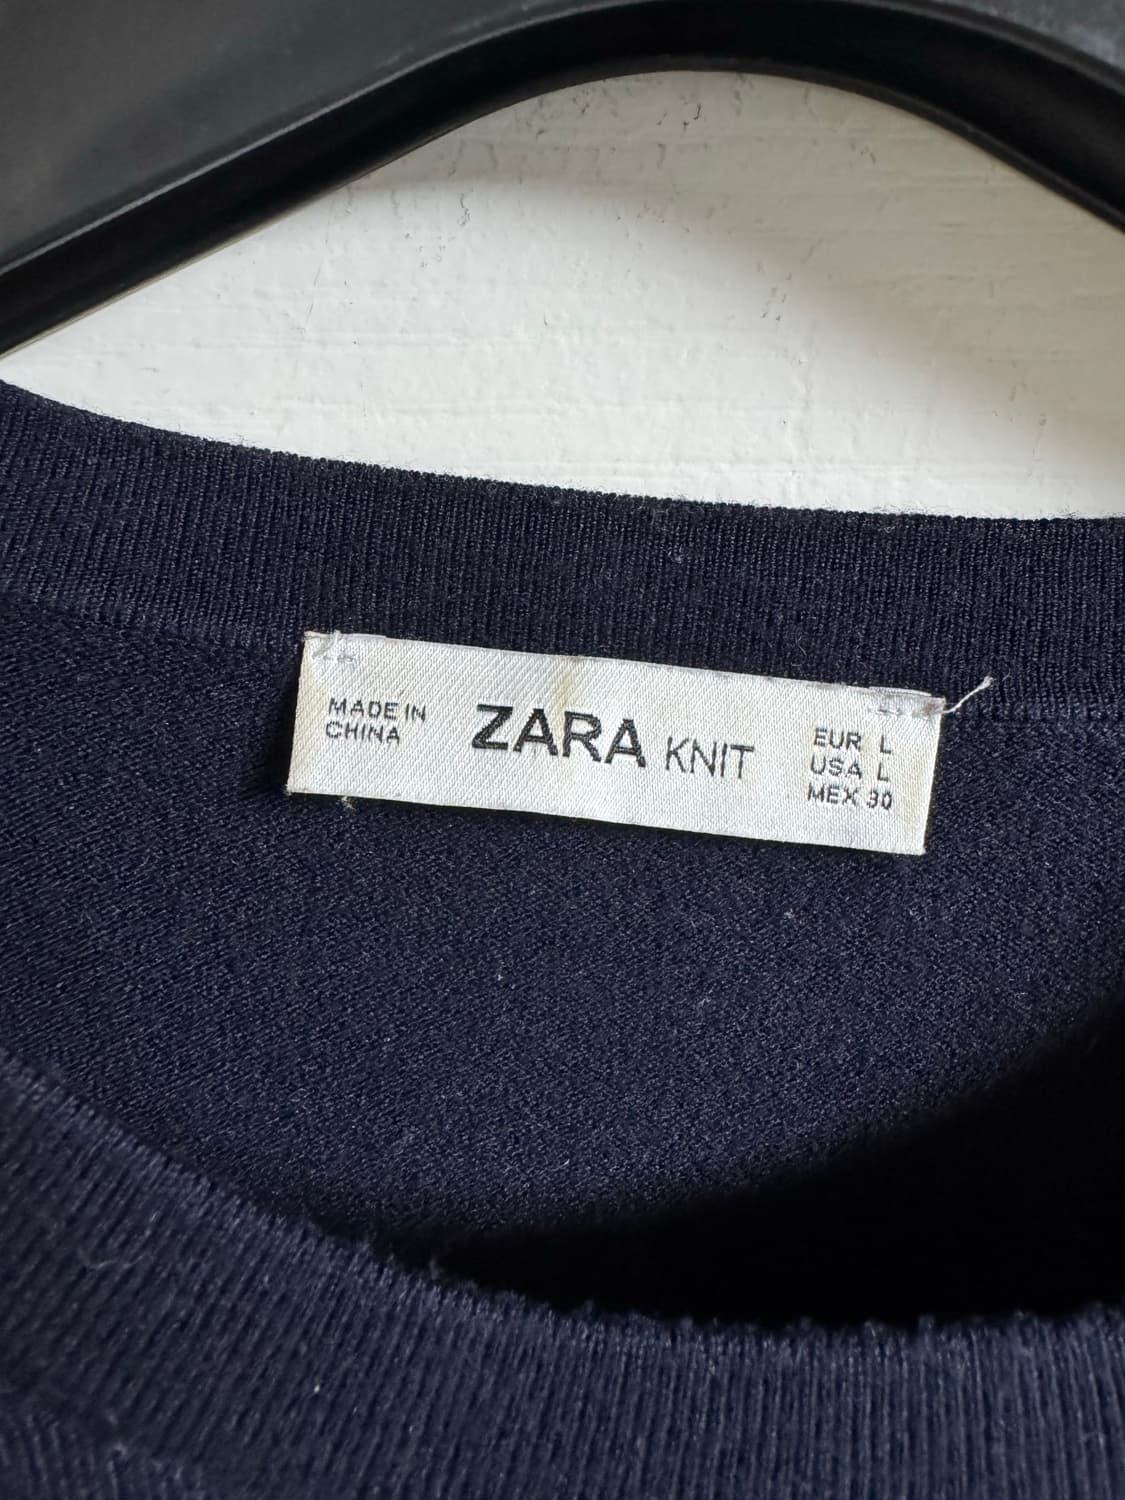 MADE IN
CHINA
ZARA KNIT
EUR L
USA L
MEX 30